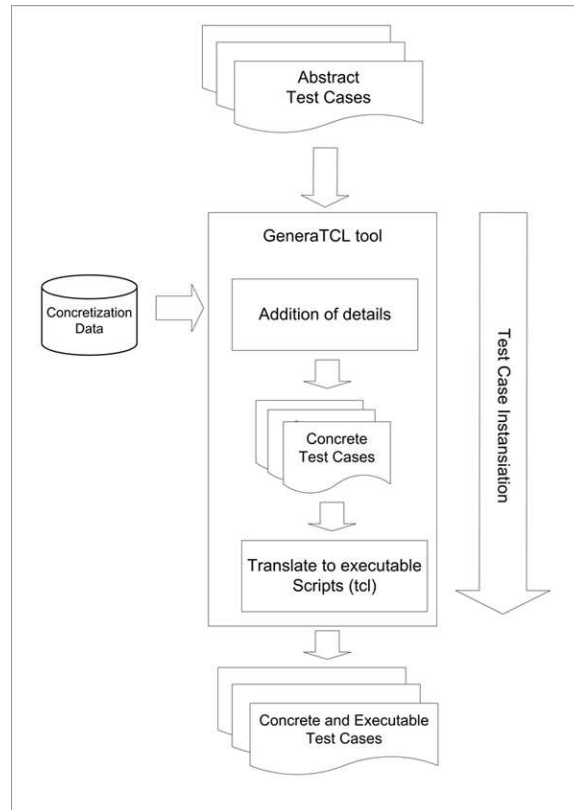 Abstract
Test Cases
GeneraTCL tool
Concretization
Data
Addition of details
Concrete
Test Cases
Translate to executable
Scripts (tcl)
Test Case Instansiation
Concrete and Executable
Test Cases